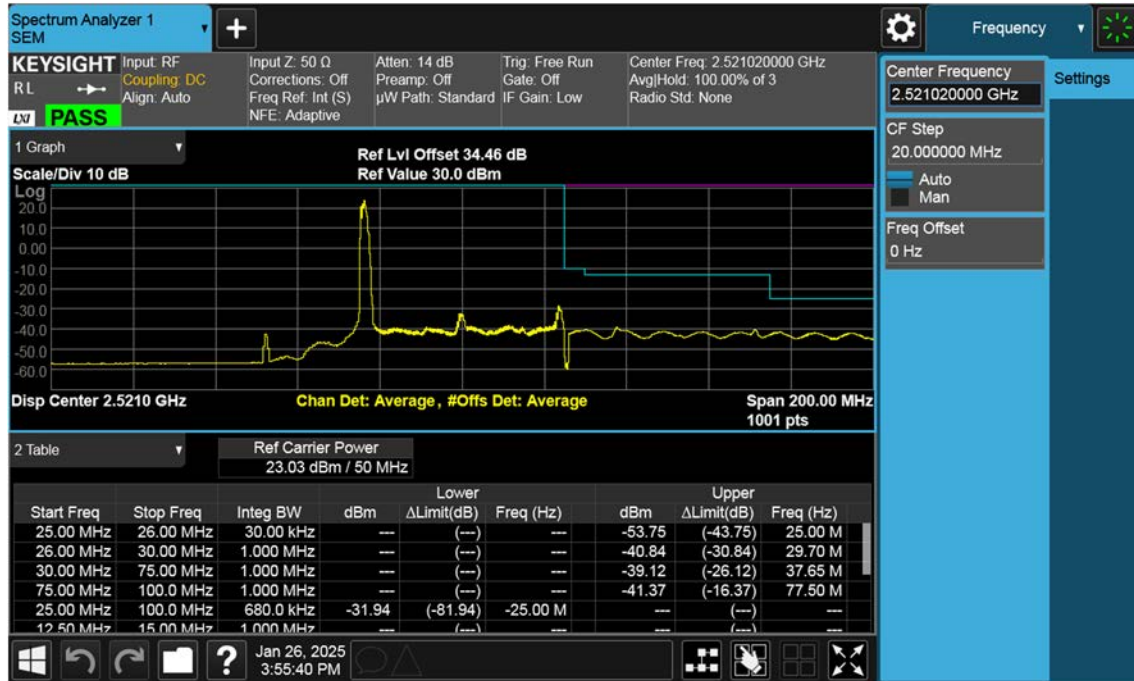 Spectrum Analyzer 1
SEM
Frequency
KEYSIGHT
R L
LXI
PASS
Input: RF
Coupling: DC
Align: Auto
Input Z: 50 Ω
Corrections: Off
Freq Ref: Int (S)
NFE: Adaptive
Atten: 14 dB
Preamp: Off
µW Path: Standard
Trig: Free Run
Gate: Off
IF Gain: Low
Center Freq: 2.521020000 GHz
Avg|Hold: 100.00% of 3
Radio Std: None
Center Frequency
2.521020000 GHz
Settings
CF Step
20.000000 MHz
Auto
Man
Freq Offset
0 Hz
1 Graph
Ref Lvl Offset 34.46 dB
Scale/Div 10 dB
Ref Value 30.0 dBm
Log
20.0
10.0
0.00
-10.0
-20.0
-30.0
-40.0
-50.0
-60.0
Disp Center 2.5210 GHz
Chan Det: Average, #Offs Det: Average
Span 200.00 MHz
1001 pts
2 Table
Ref Carrier Power
23.03 dBm / 50 MHz
Lower Upper
Start Freq Stop Freq Integ BW dBm ΔLimit(dB) Freq (Hz) dBm ΔLimit(dB) Freq (Hz)
25.00 MHz 26.00 MHz 30.00 kHz --- (---) --- -53.75 (-43.75) 25.00 M
26.00 MHz 30.00 MHz 1.000 MHz --- (---) --- -40.84 (-30.84) 29.70 M
30.00 MHz 75.00 MHz 1.000 MHz --- (---) --- -39.12 (-26.12) 37.65 M
75.00 MHz 100.0 MHz 1.000 MHz --- (---) --- -41.37 (-16.37) 77.50 M
25.00 MHz 100.0 MHz 680.0 kHz -31.94 (-81.94) -25.00 M --- (---) ---
12.50 MHz 15.00 MHz 1.000 MHz --- (---) --- --- (---) ---
?
Jan 26, 2025
3:55:40 PM